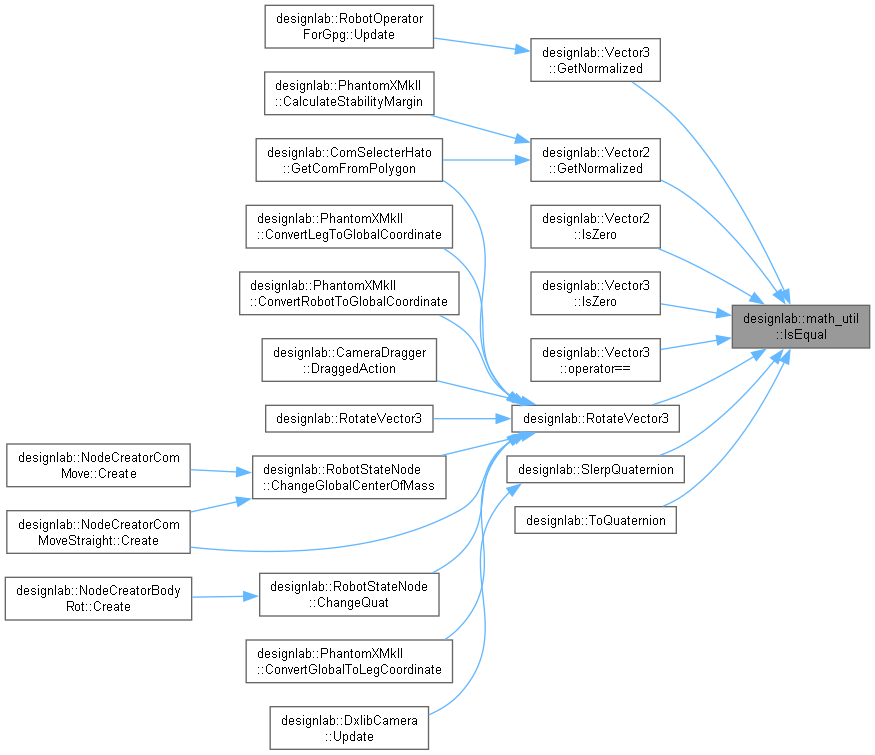 designlab::RobotOperator
ForGpg::Update
designlab::Vector3
::GetNormalized
designlab::PhantomXMkII
::CalculateStabilityMargin
designlab::ComSelecterHato
::GetComFromPolygon
designlab::Vector2
::GetNormalized
designlab::PhantomXMkII
::ConvertLegToGlobalCoordinate
designlab::Vector2
::IsZero
designlab::PhantomXMkII
::ConvertRobotToGlobalCoordinate
designlab::Vector3
::IsZero
designlab::math_util
::IsEqual
designlab::CameraDragger
::DraggedAction
designlab::Vector3
::operator==
designlab::RotateVector3
designlab::RotateVector3
designlab::NodeCreatorCom
Move::Create
designlab::RobotStateNode
::ChangeGlobalCenterOfMass
designlab::SlerpQuaternion
designlab::NodeCreatorCom
MoveStraight::Create
designlab::ToQuaternion
designlab::NodeCreatorBody
Rot::Create
designlab::RobotStateNode
::ChangeQuat
designlab::PhantomXMkII
::ConvertGlobalToLegCoordinate
designlab::DxlibCamera
::Update